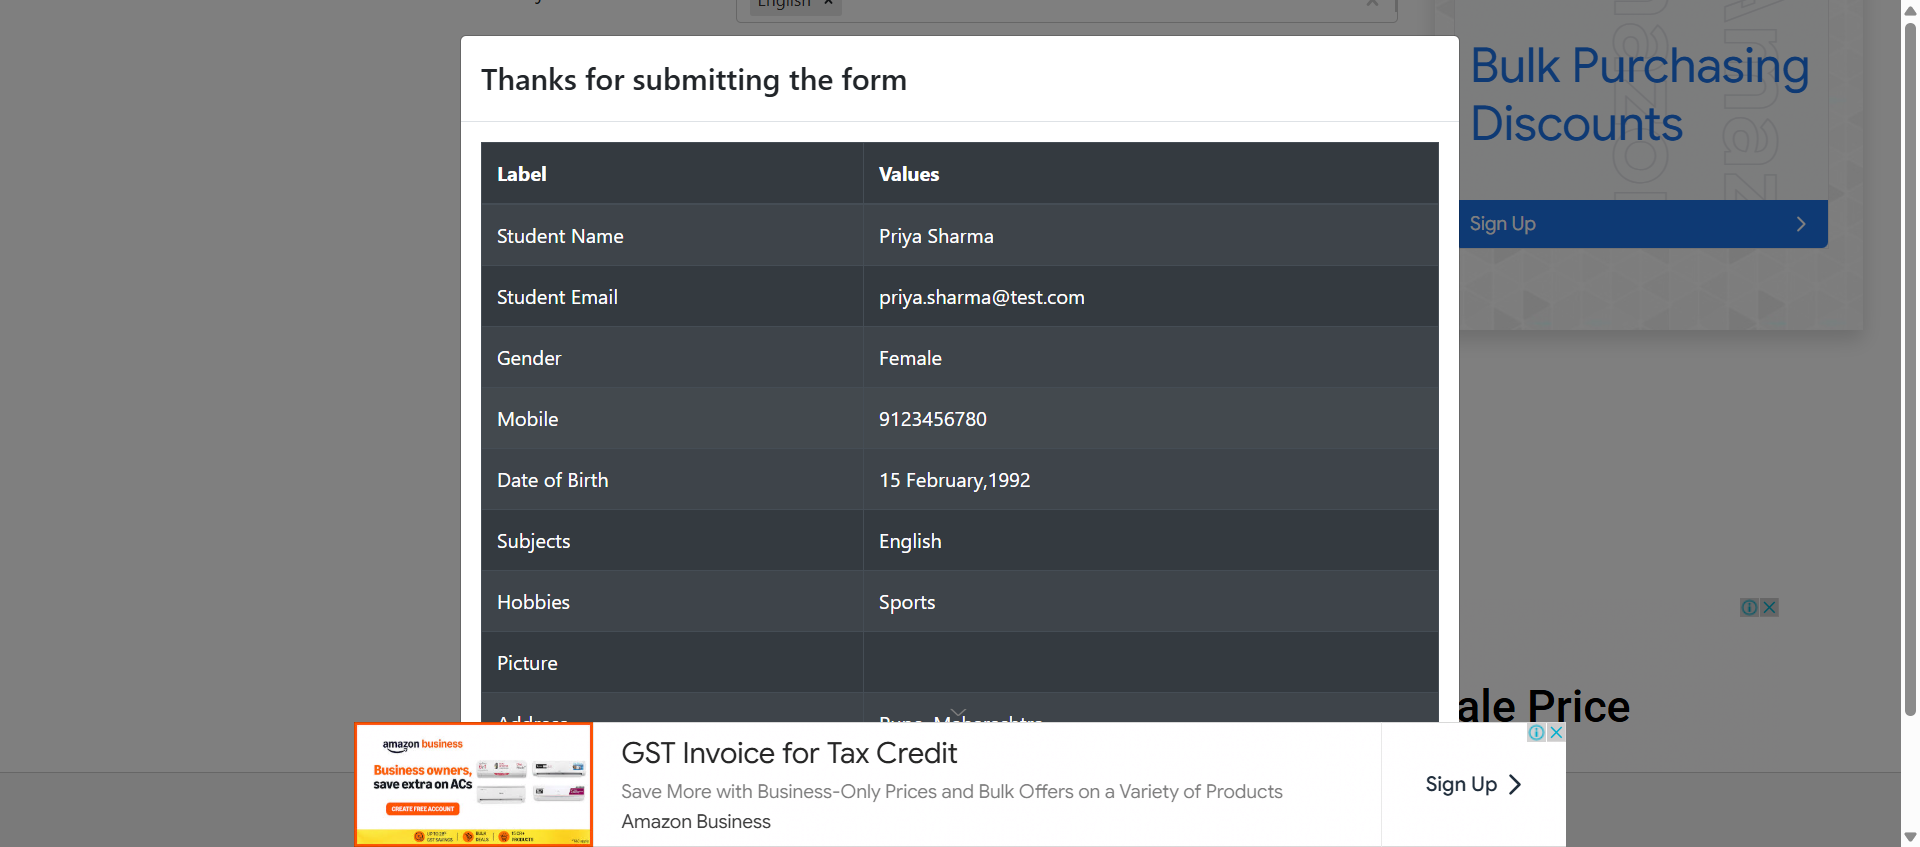 English ×
Thanks for submitting the form
Label Values
Student Name Priya Sharma
Student Email priya.sharma@test.com
Gender Female
Mobile 9123456780
Date of Birth 15 February,1992
Subjects English
Hobbies Sports
Picture
Address Pune, Maharashtra
Bulk Purchasing
Discounts
Sign Up
ale Price
amazon business
Business owners,
save extra on ACs
CREATE FREE ACCOUNT
GST Invoice for Tax Credit
Save More with Business-Only Prices and Bulk Offers on a Variety of Products
Amazon Business
Sign Up